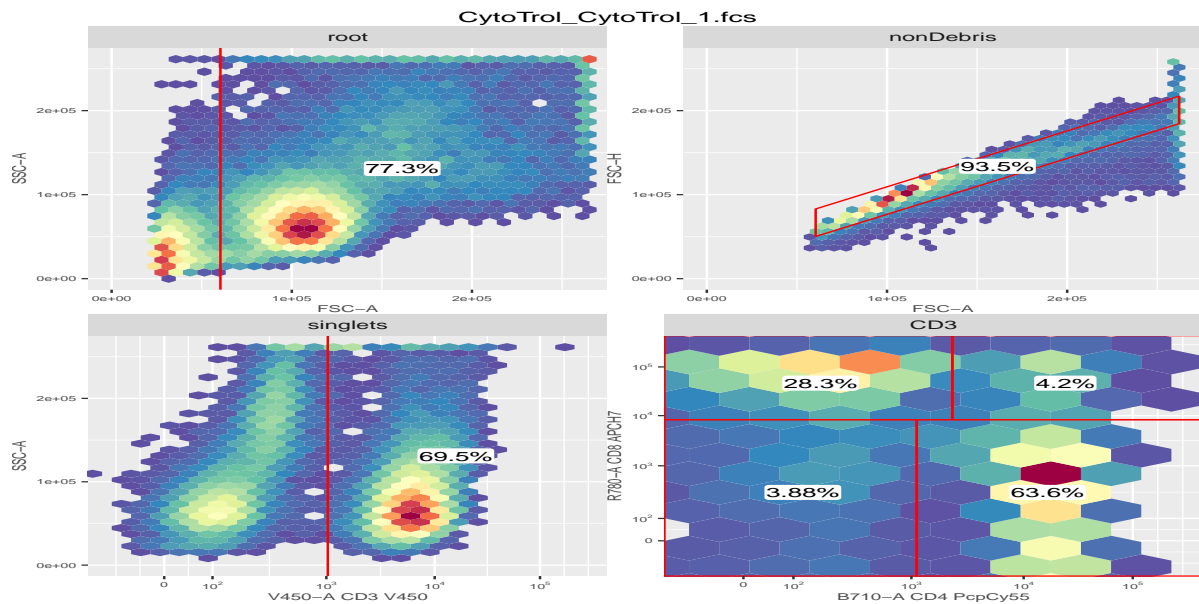 CytoTrol_CytoTrol_1.fcs
root
SSC−A
2e+05
1e+05
0e+00
77.3%
0e+00 1e+05 2e+05
FSC−A
nonDebris
FSC−H
2e+05
1e+05
0e+00
93.5%
0e+00 1e+05 2e+05
FSC−A
singlets
SSC−A
2e+05
1e+05
0e+00
69.5%
0 10² 10³ 10⁴
V450−A CD3 V450
CD3
R780−A CD8 APCH7
10⁵
10⁴
10³
10²
0
28.3% 4.2%
3.88% 63.6%
0 10² 10³ 10⁴ 10⁵
B710−A CD4 PcpCy55